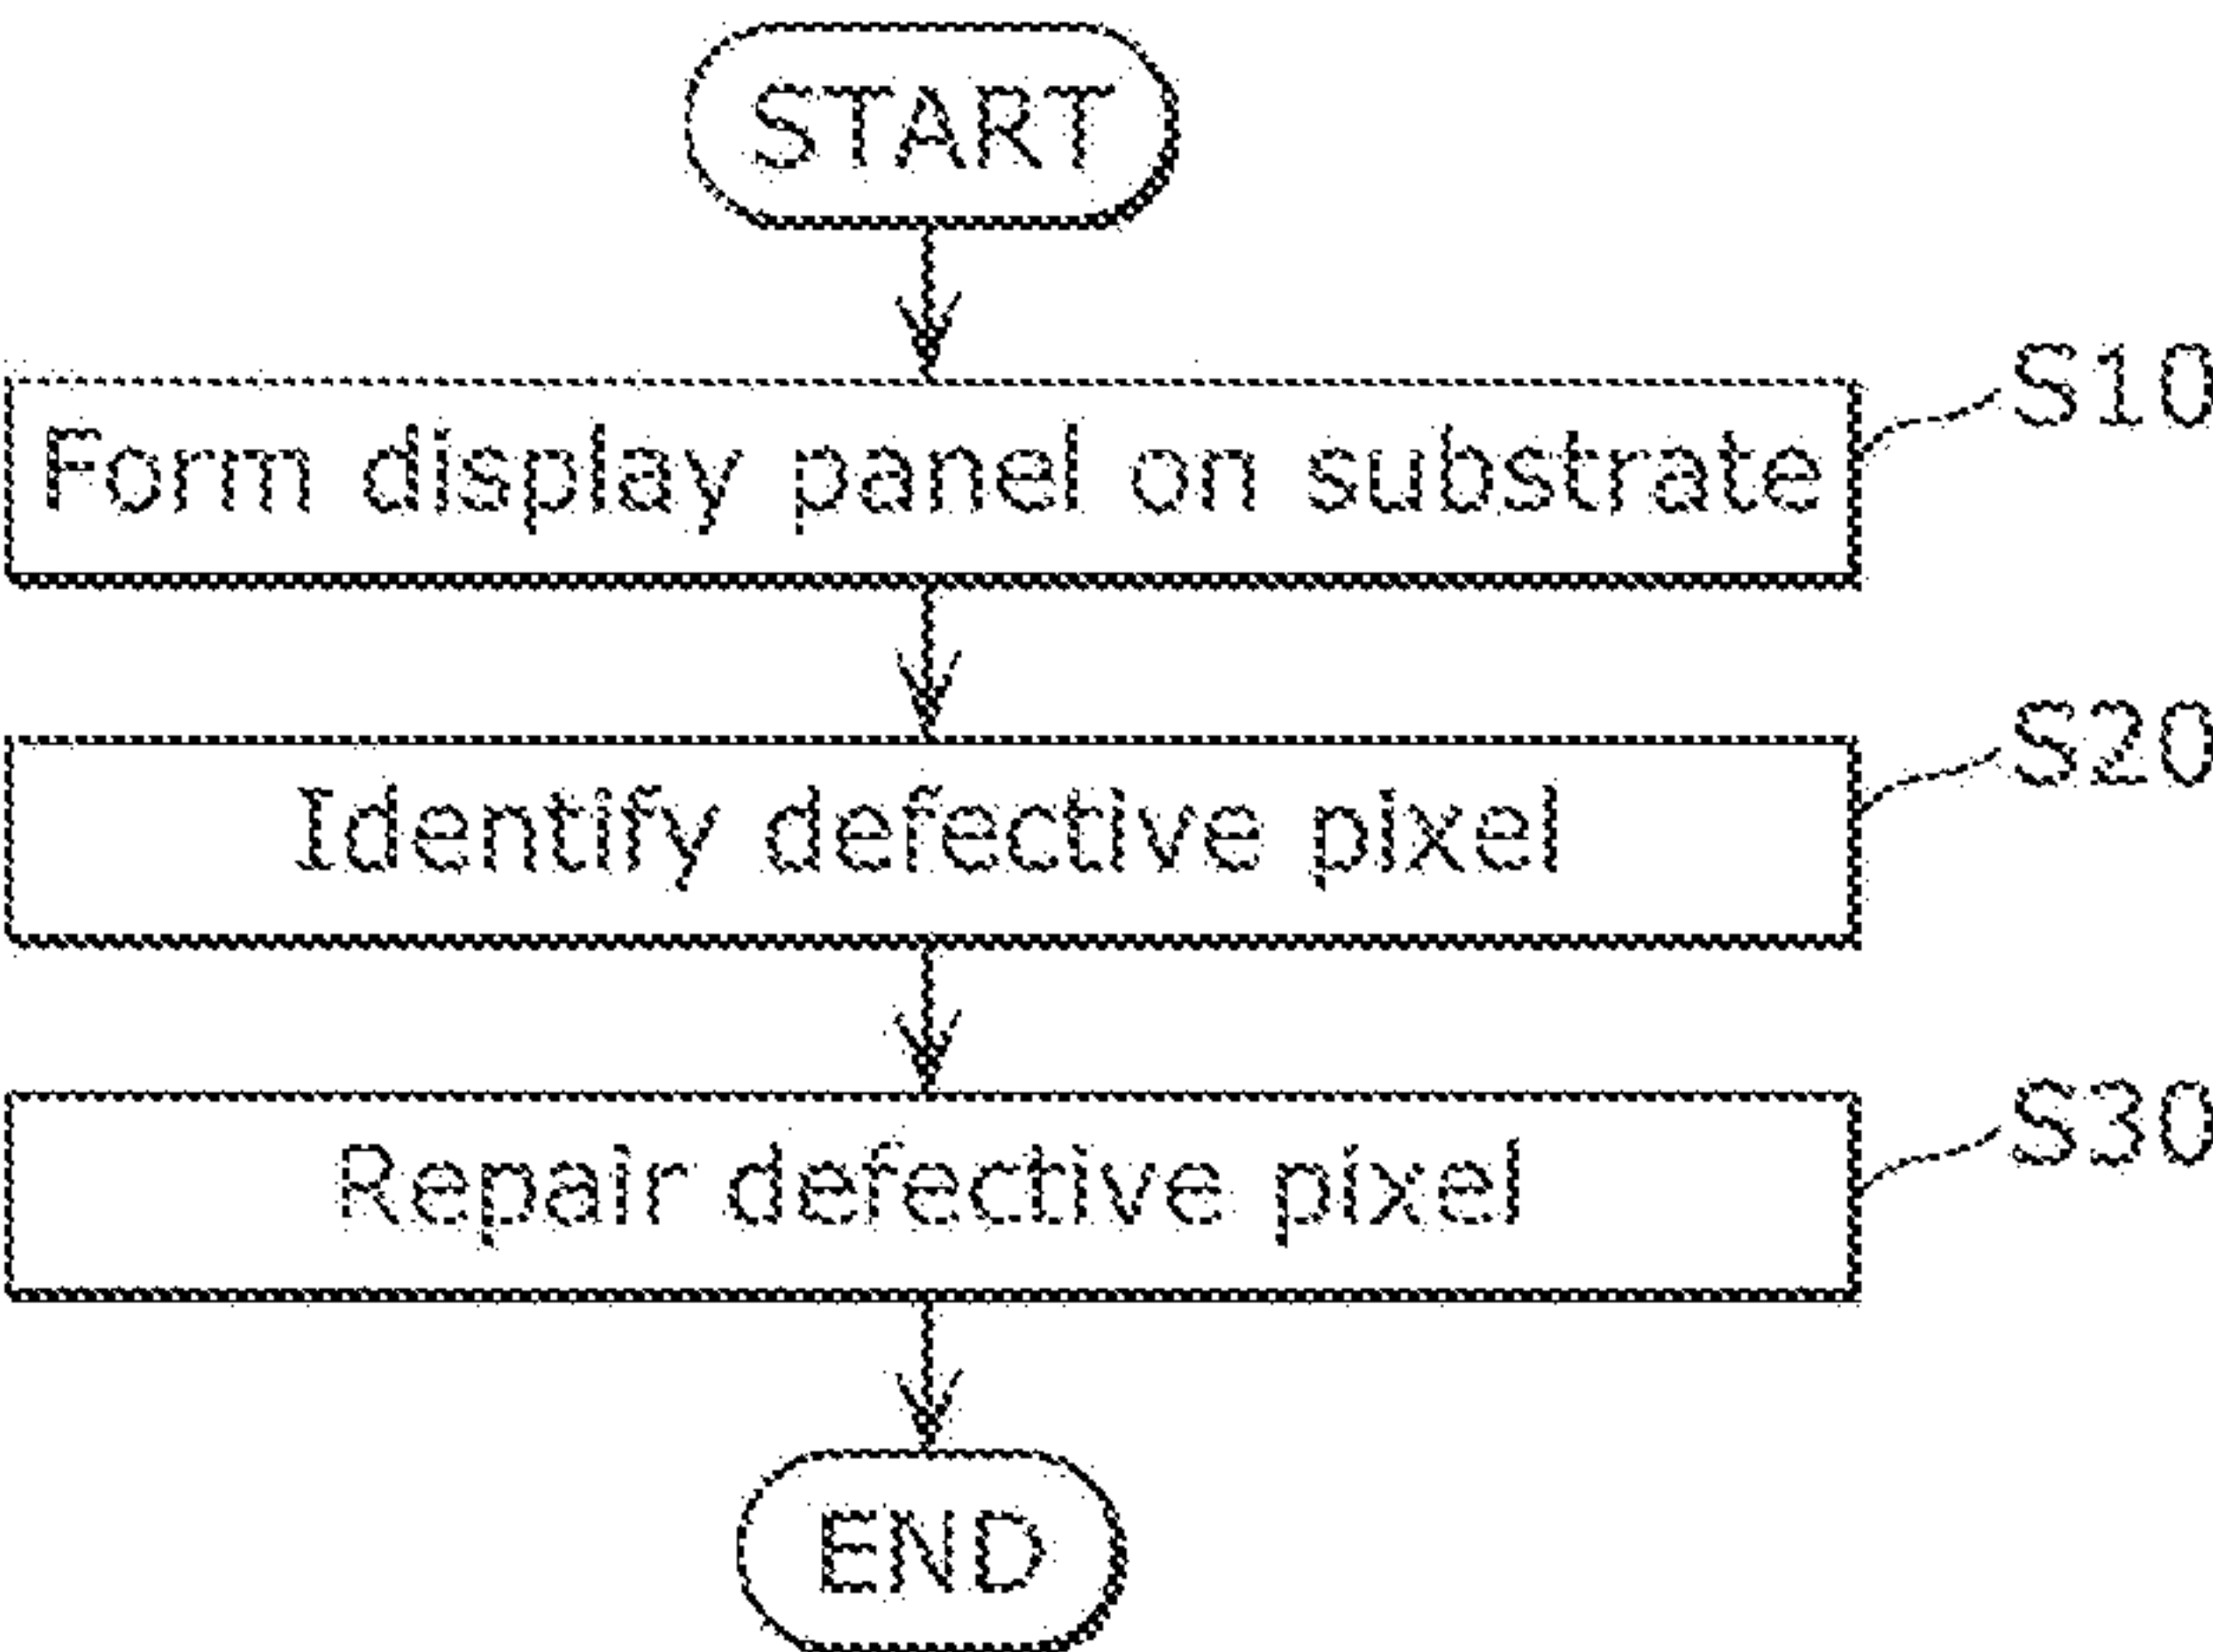 START
Form display panel on substrate
S10
Identify defective pixel
S20
Repair defective pixel
S30
END